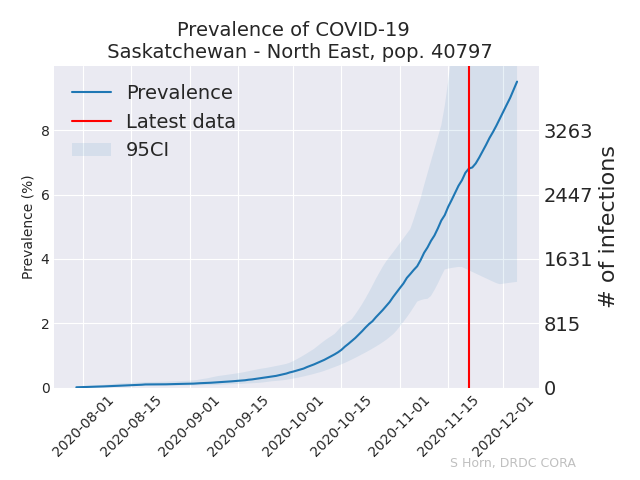 Prevalence of COVID-19
Saskatchewan - North East, pop. 40797
Prevalence
Latest data
95CI
Prevalence (%)
8
6
4
2
0
3263
2447
1631
815
0
# of infections
2020-08-01
2020-08-15
2020-09-01
2020-09-15
2020-10-01
2020-10-15
2020-11-01
2020-11-15
2020-12-01
S Horn, DRDC CORA